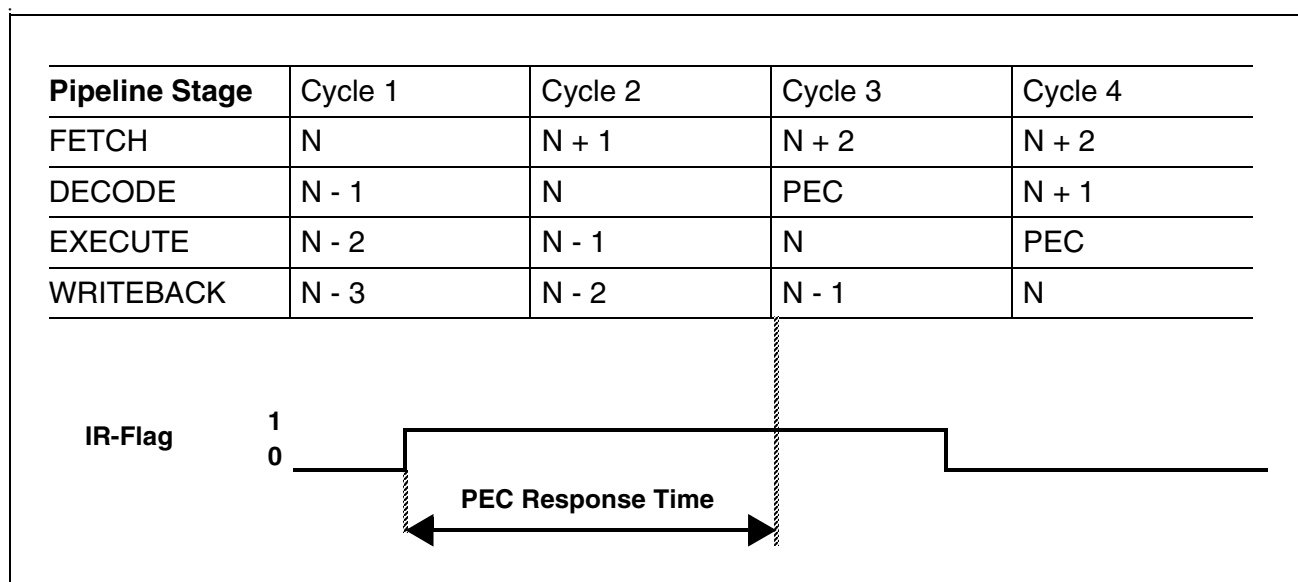 Pipeline Stage Cycle 1 Cycle 2 Cycle 3 Cycle 4
FETCH N N + 1 N + 2 N + 2
DECODE N - 1 N PEC N + 1
EXECUTE N - 2 N - 1 N PEC
WRITEBACK N - 3 N - 2 N - 1 N
IR-Flag 1
0
PEC Response Time